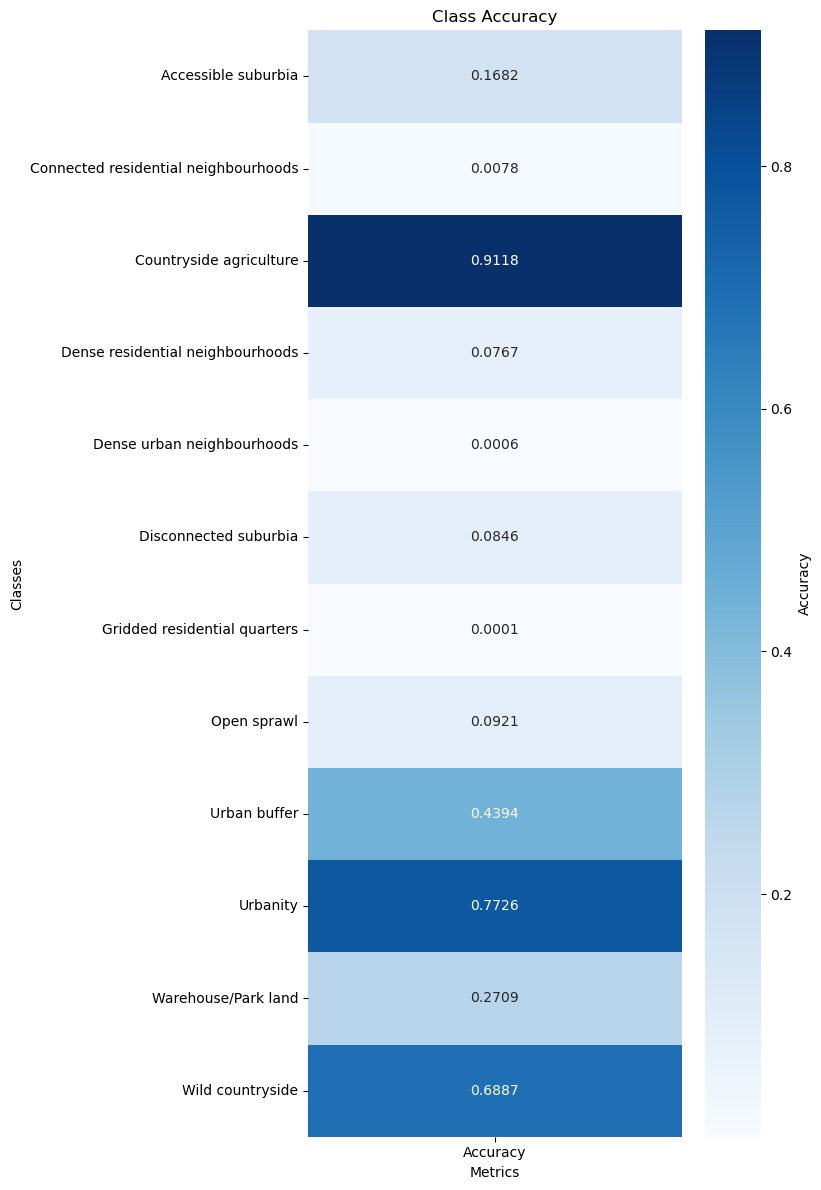 Class Accuracy
Accessible suburbia
0.1682
Connected residential neighbourhoods
0.0078
Countryside agriculture
0.9118
Dense residential neighbourhoods
0.0767
Dense urban neighbourhoods
0.0006
Disconnected suburbia
0.0846
Gridded residential quarters
0.0001
Open sprawl
0.0921
Urban buffer
0.4394
Urbanity
0.7726
Warehouse/Park land
0.2709
Wild countryside
0.6887
Classes
Accuracy
Metrics
0.8
0.6
0.4
0.2
Accuracy